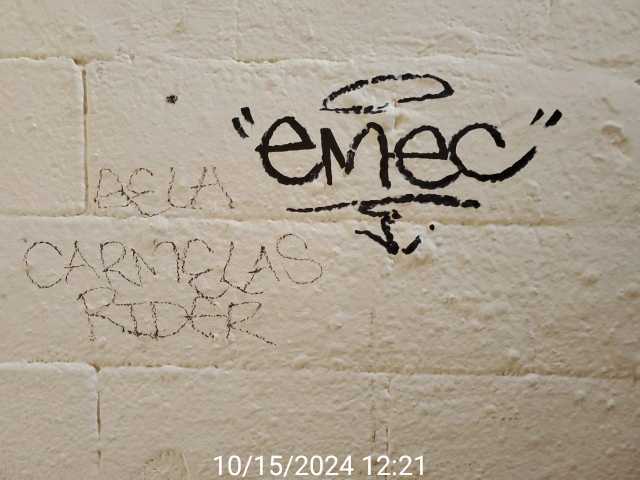 "emec"
BELA
CARMELAS
RIDER
10/15/2024 12:21